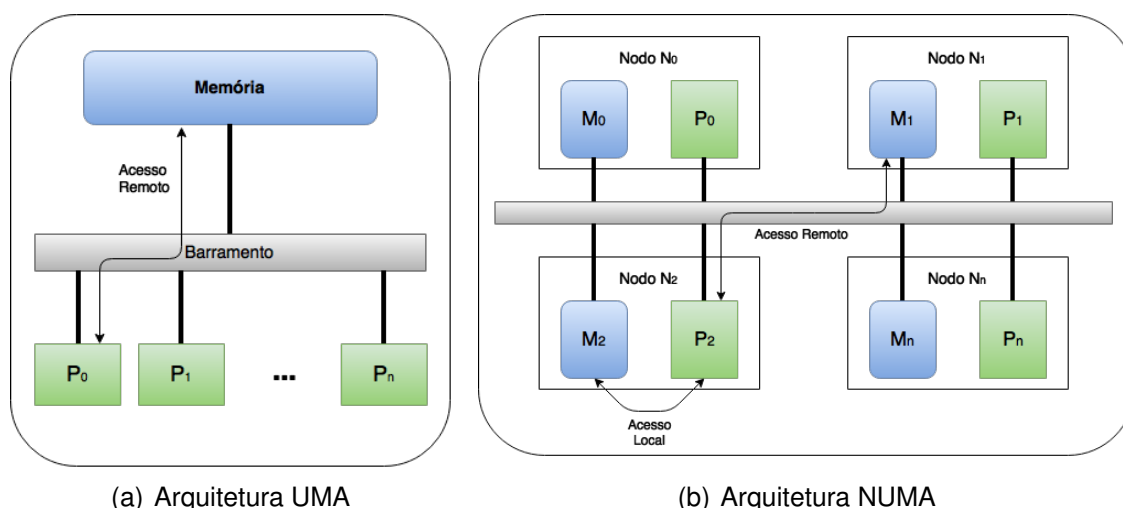 Memória
Acesso
Remoto
Barramento
P0
P1
...
Pn
(a) Arquitetura UMA
Nodo N0
M0
P0
Nodo N1
M1
P1
Acesso Remoto
Nodo N2
M2
P2
Acesso
Local
Nodo Nn
Mn
Pn
(b) Arquitetura NUMA